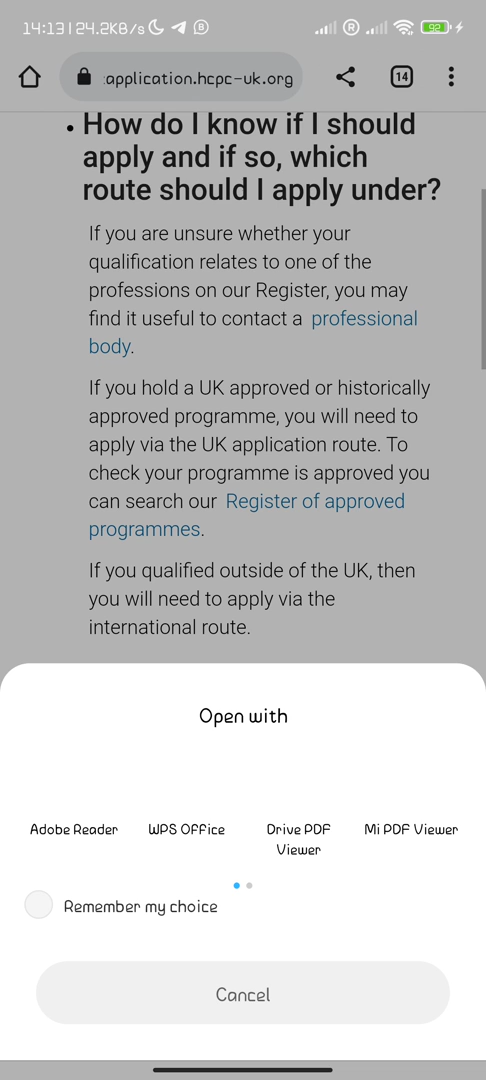 14:13 | 24.2KB/s
92
application.hcpc-uk.org
14
• How do I know if I should
apply and if so, which
route should I apply under?
If you are unsure whether your
qualification relates to one of the
professions on our Register, you may
find it useful to contact a professional
body.
If you hold a UK approved or historically
approved programme, you will need to
apply via the UK application route. To
check your programme is approved you
can search our Register of approved
programmes.
If you qualified outside of the UK, then
you will need to apply via the
international route.
Open with
Adobe Reader WPS Office Drive PDF Mi PDF Viewer
Viewer
Remember my choice
Cancel